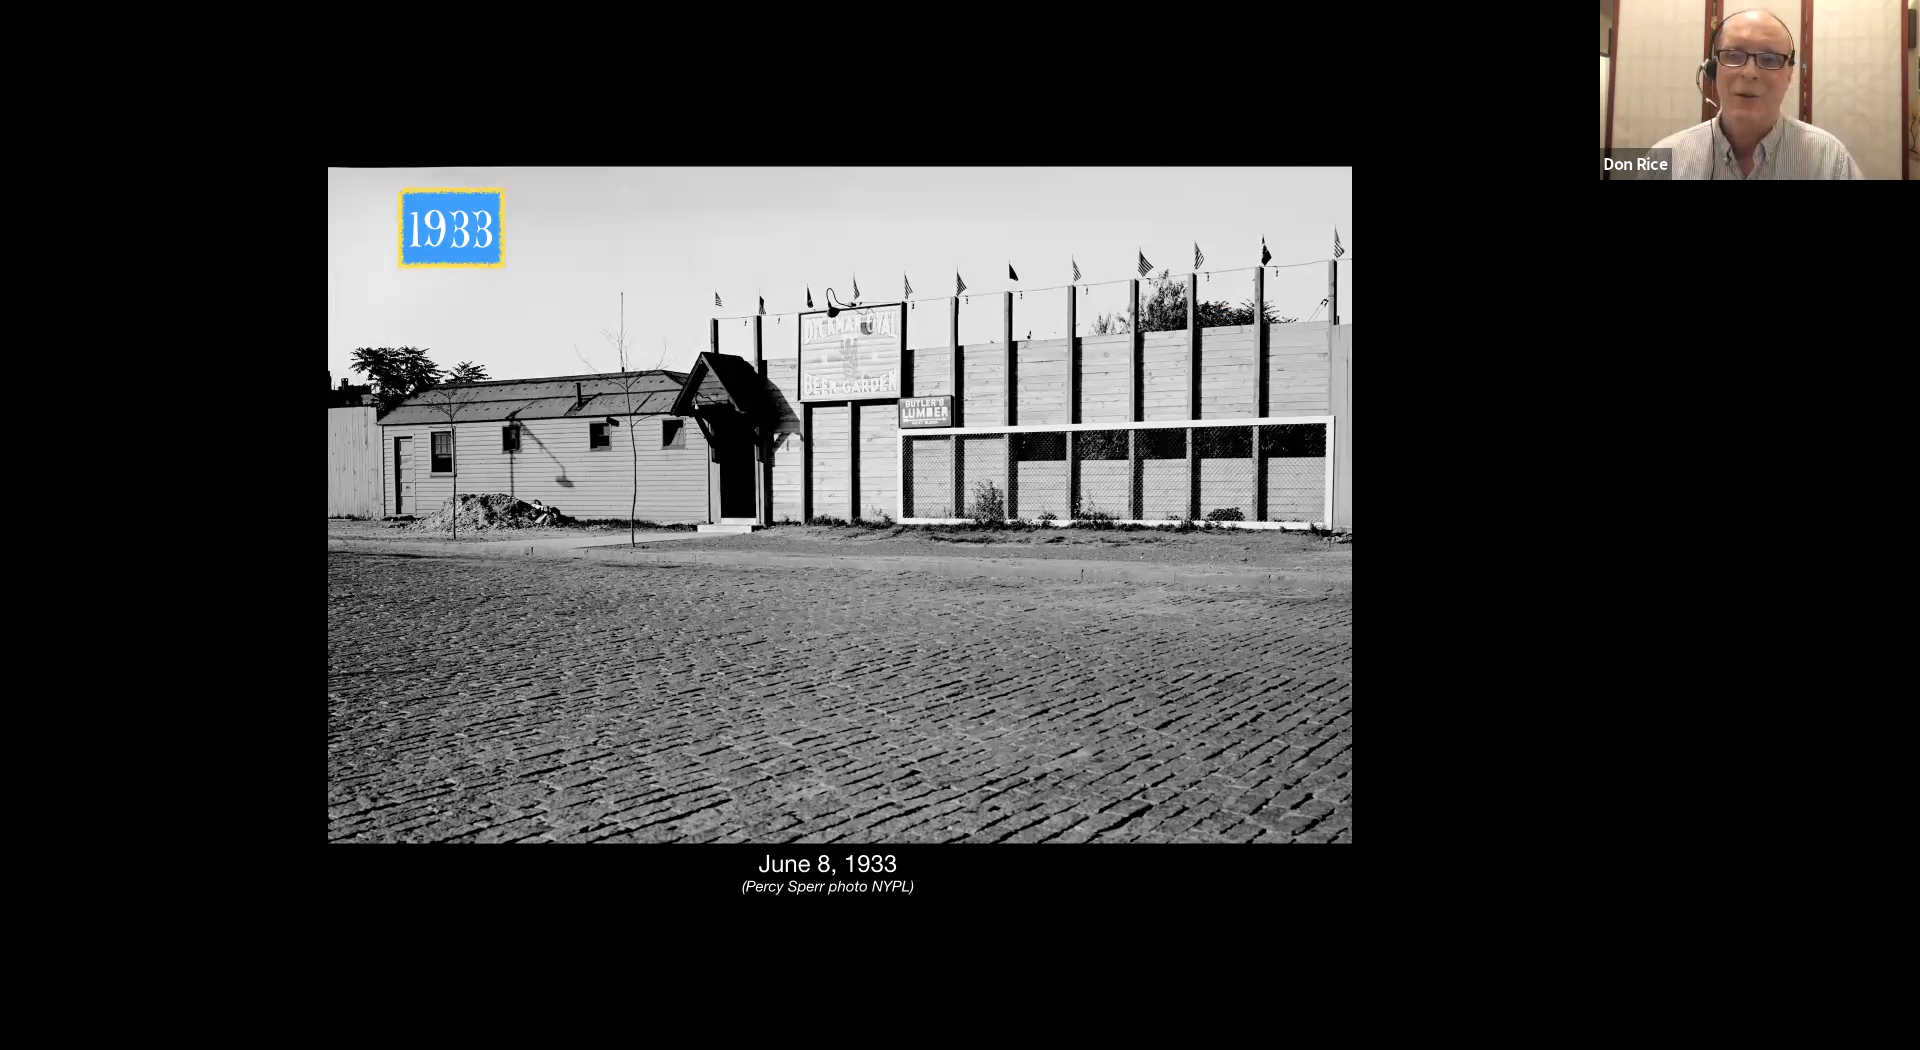 1933
DYCKMAN OVAL
BEER GARDEN
BUTLER'S
LUMBER
June 8, 1933
(Percy Sperr photo NYPL)
Don Rice